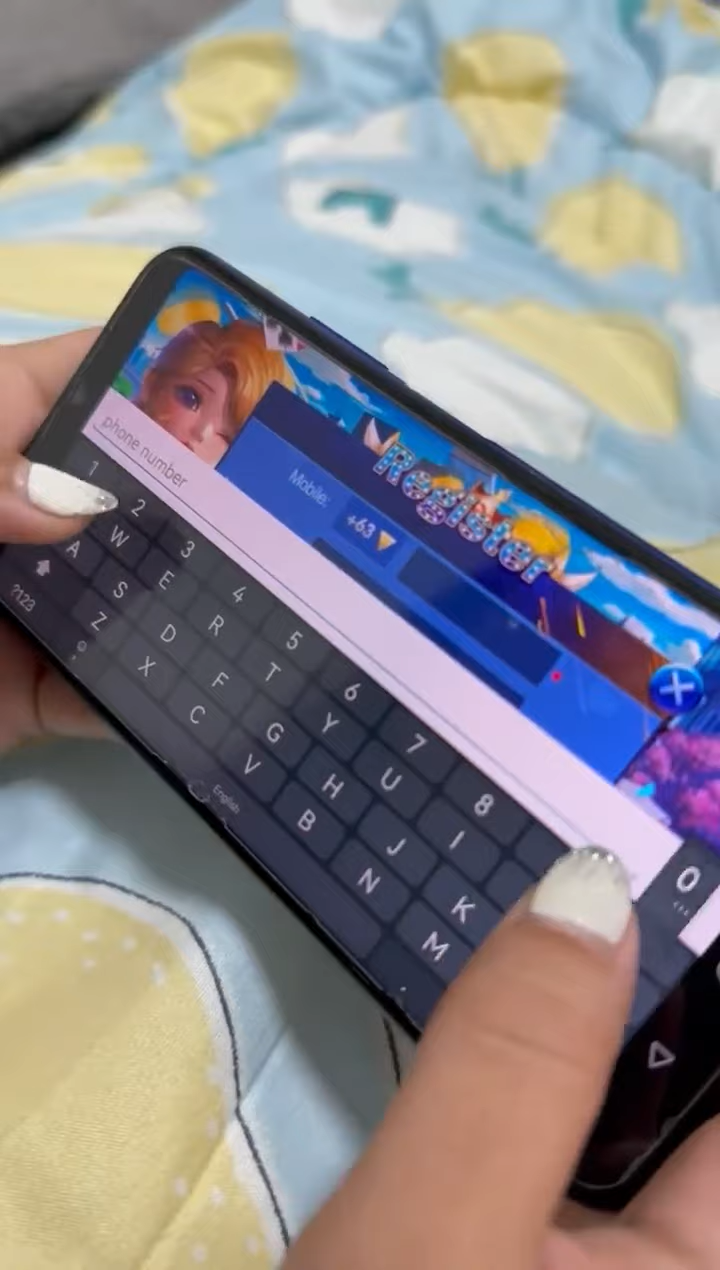 Register
Mobile:
+63
phone number
1 2 3 4 5 6 7 8 0
W E R T Y U I
A S D F G H J K
Z X C V B N M
?123
English
.